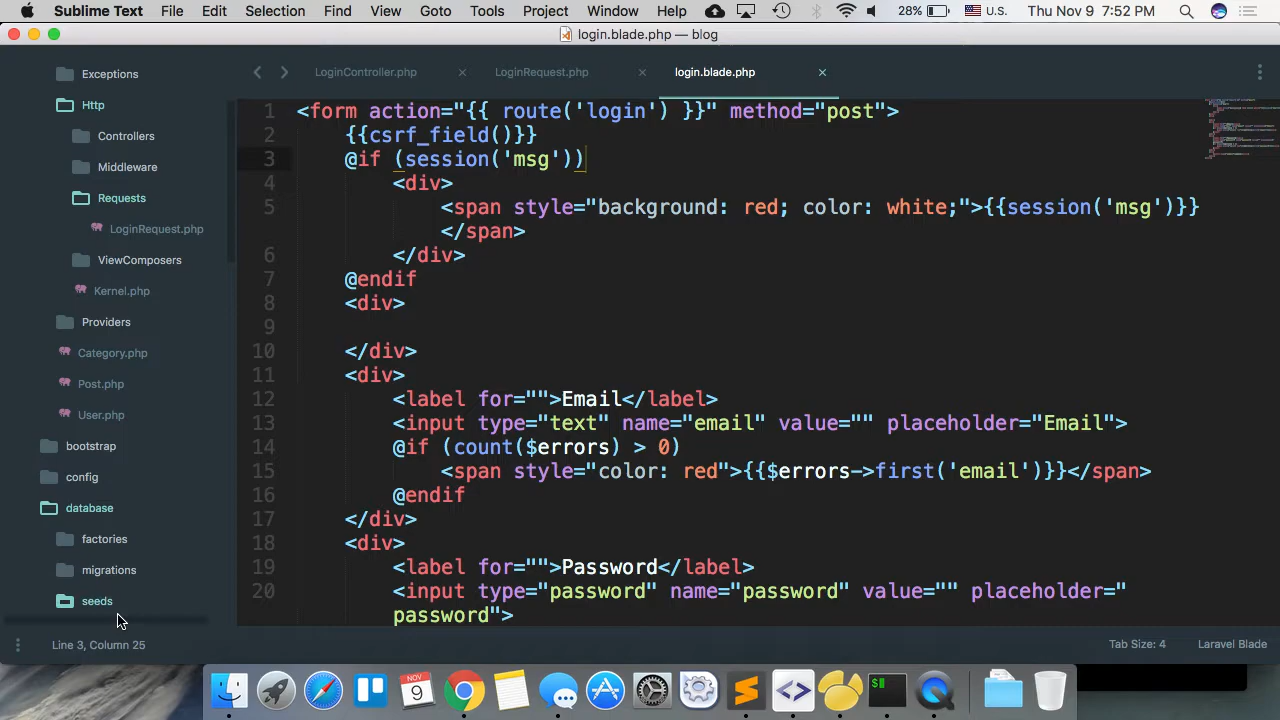 Sublime Text File Edit Selection Find View Goto Tools Project Window Help 28% U.S. Thu Nov 9 7:52 PM
login.blade.php — blog
LoginController.php × LoginRequest.php × login.blade.php ×
Exceptions
Http
Controllers
Middleware
Requests
LoginRequest.php
ViewComposers
Kernel.php
Providers
Category.php
Post.php
User.php
bootstrap
config
database
factories
migrations
seeds
1 <form action="{{ route('login') }}" method="post">
2 {{csrf_field()}}
3 @if (session('msg'))
4 <div>
5 <span style="background: red; color: white;">{{session('msg')}}
</span>
6 </div>
7 @endif
8 <div>
10 </div>
11 <div>
12 <label for="">Email</label>
13 <input type="text" name="email" value="" placeholder="Email">
14 @if (count($errors) > 0)
15 <span style="color: red">{{$errors->first('email')}}</span>
16 @endif
17 </div>
18 <div>
19 <label for="">Password</label>
20 <input type="password" name="password" value="" placeholder="
password">
Line 3, Column 25 Tab Size: 4 Laravel Blade
NOV
9
$